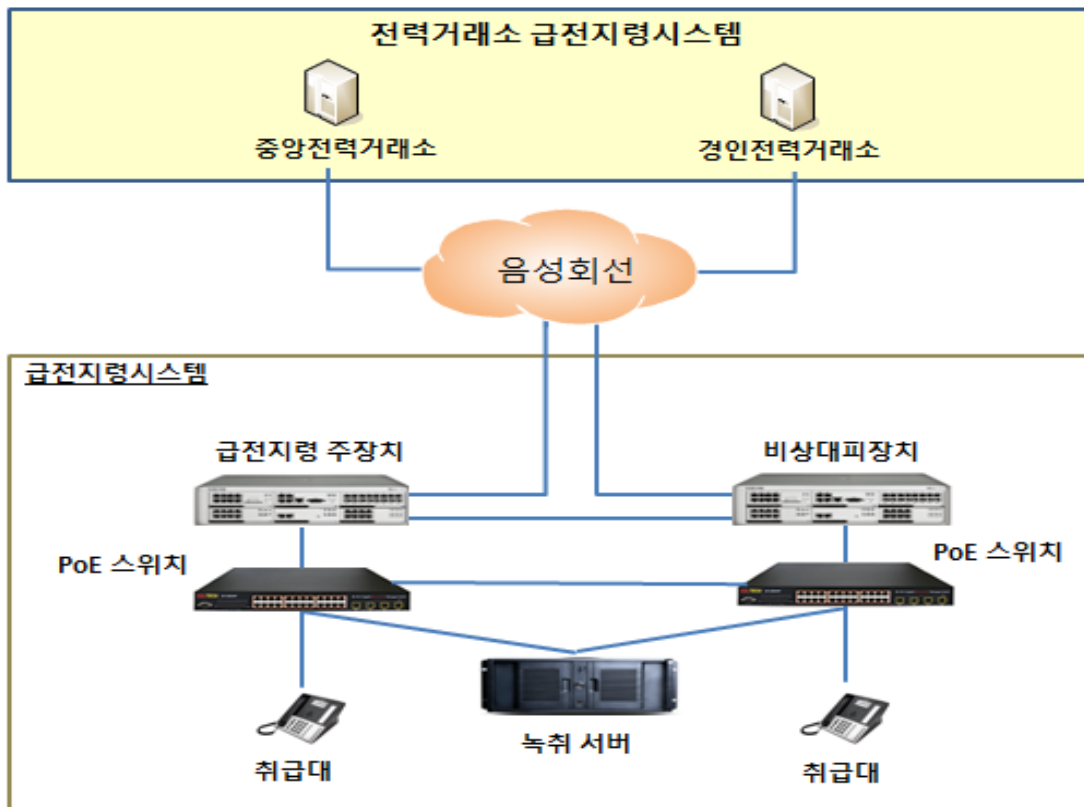 전력거래소 급전지령시스템
중앙전력거래소
경인전력거래소
음성회선
급전지령시스템
급전지령 주장치
비상대피장치
PoE 스위치
PoE 스위치
녹취 서버
취급대
취급대